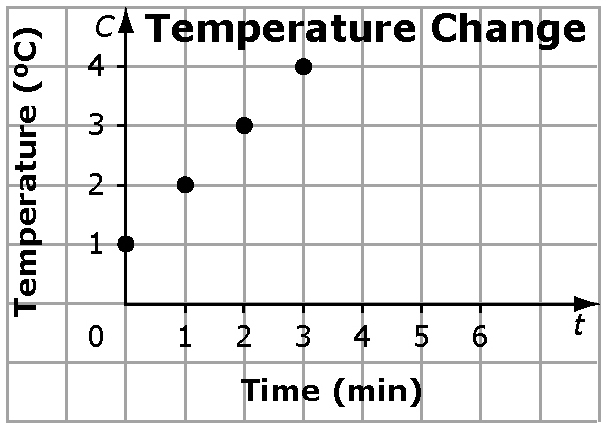 Temperature Change
C
Temperature (ºC)
4
3
2
1
0
1 2 3 4 5 6
t
Time (min)